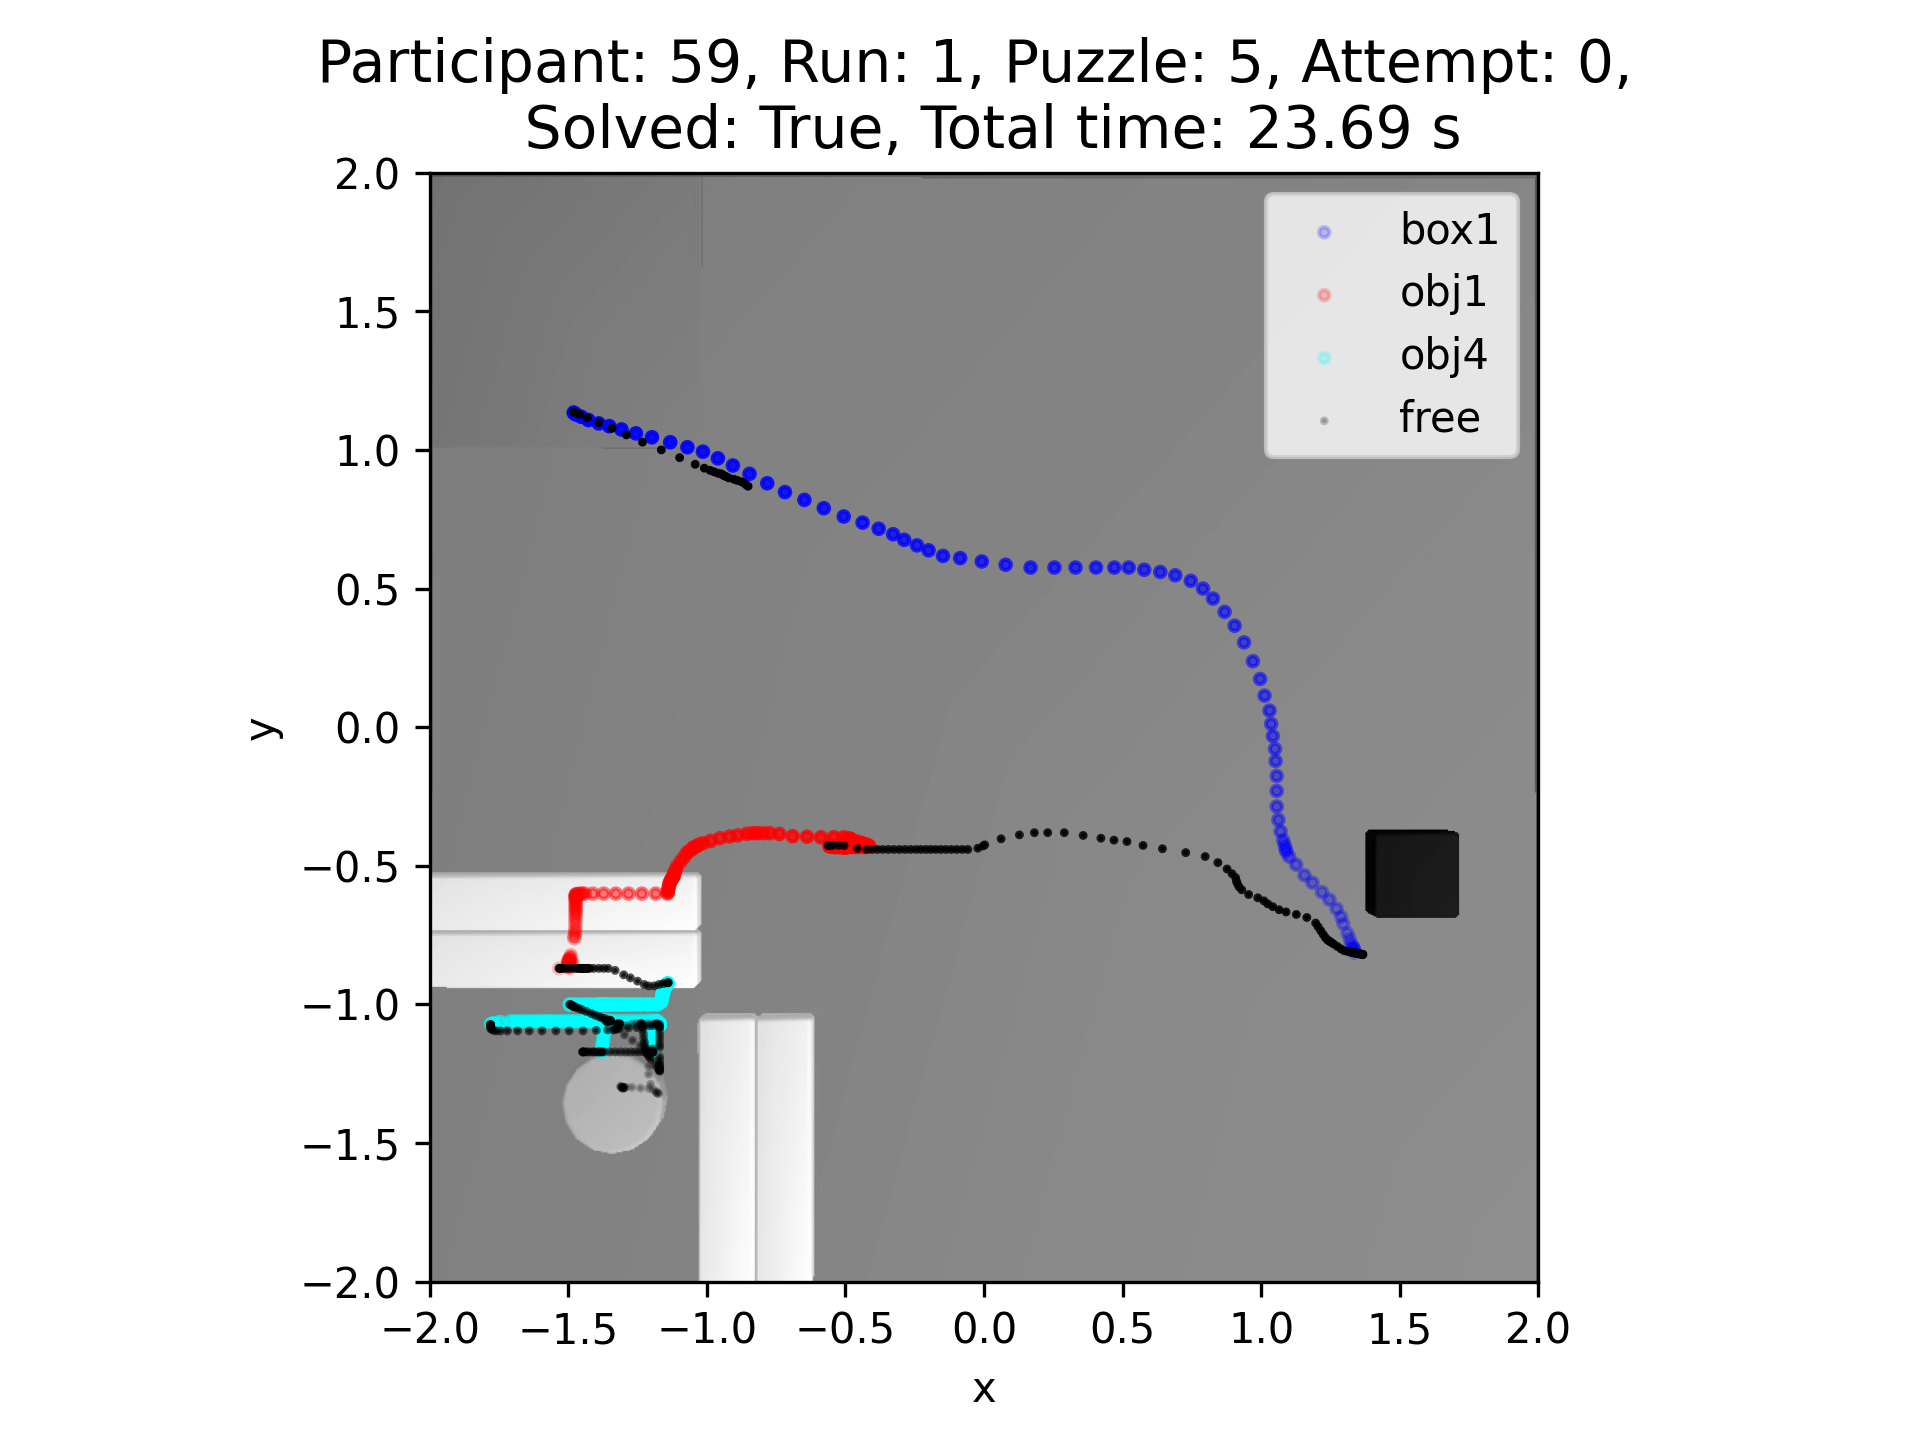 Participant: 59, Run: 1, Puzzle: 5, Attempt: 0,
Solved: True, Total time: 23.69 s
box1
obj1
obj4
free
2.0
1.5
1.0
0.5
0.0
−0.5
−1.0
−1.5
−2.0
y
−2.0 −1.5 −1.0 −0.5 0.0 0.5 1.0 1.5 2.0
x